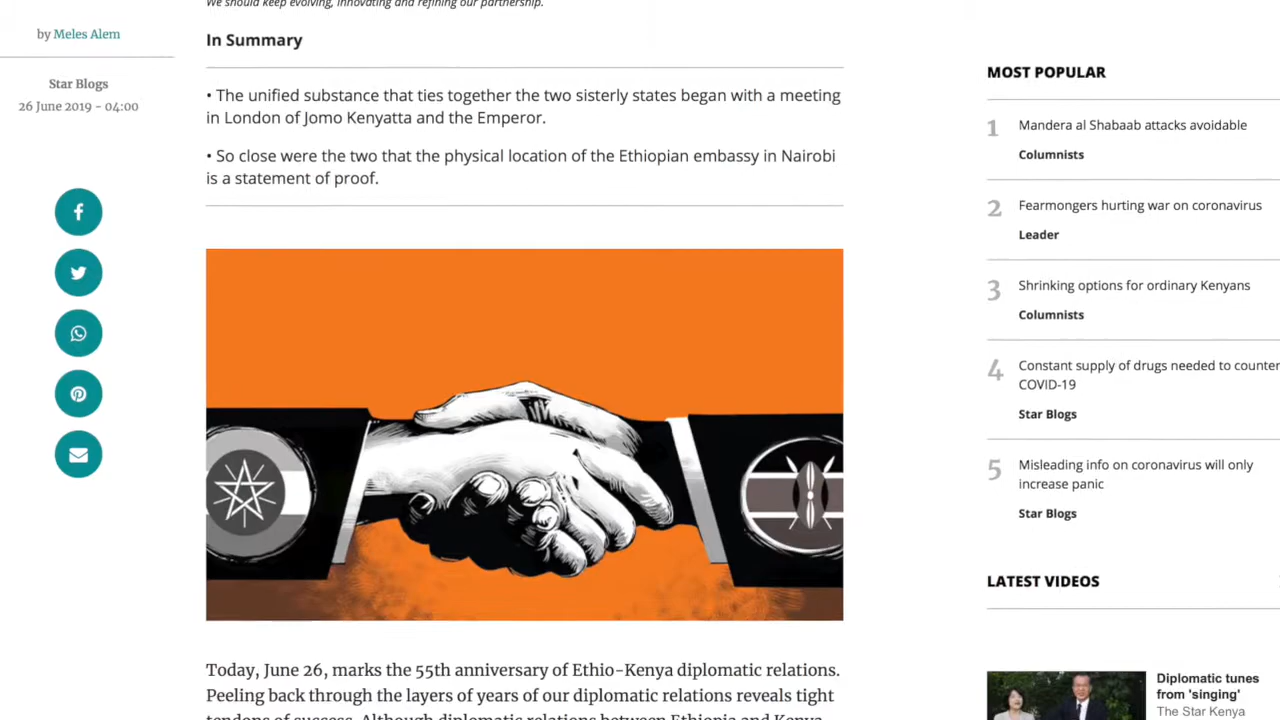 We should keep evolving, innovating and refining our partnership.
by Meles Alem
Star Blogs
26 June 2019 - 04:00
In Summary
• The unified substance that ties together the two sisterly states began with a meeting
in London of Jomo Kenyatta and the Emperor.
• So close were the two that the physical location of the Ethiopian embassy in Nairobi
is a statement of proof.
Today, June 26, marks the 55th anniversary of Ethio-Kenya diplomatic relations.
Peeling back through the layers of years of our diplomatic relations reveals tight
tendons of success. Although diplomatic relations between Ethiopia and Kenya
MOST POPULAR
1 Mandera al Shabaab attacks avoidable
Columnists
2 Fearmongers hurting war on coronavirus
Leader
3 Shrinking options for ordinary Kenyans
Columnists
4 Constant supply of drugs needed to counter
COVID-19
Star Blogs
5 Misleading info on coronavirus will only
increase panic
Star Blogs
LATEST VIDEOS
Diplomatic tunes
from 'singing'
The Star Kenya